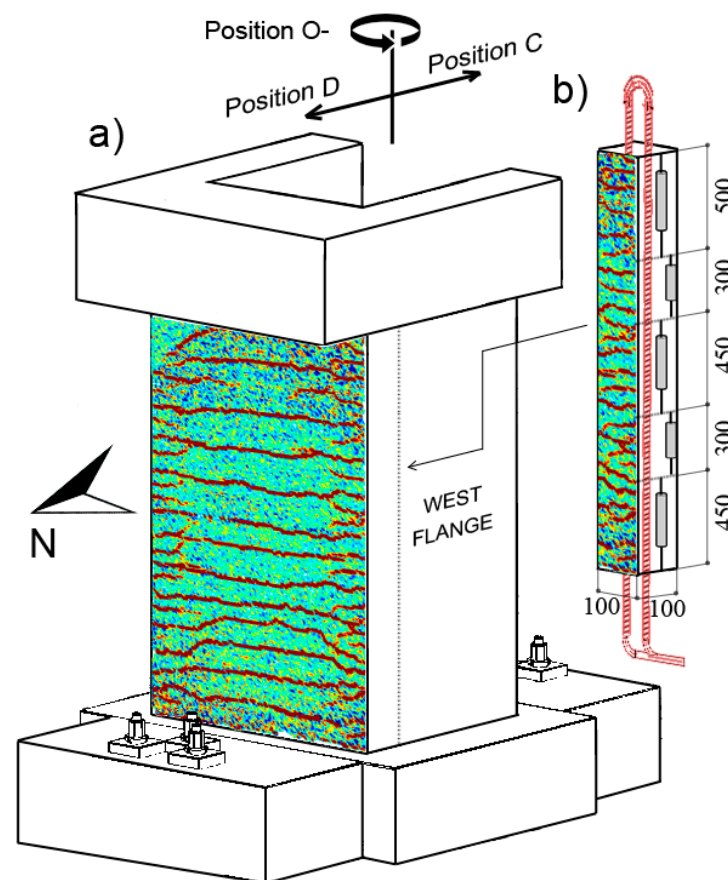 Position O-
Position D
Position C
a)
b)
N
WEST
FLANGE
500
300
450
300
450
100
100